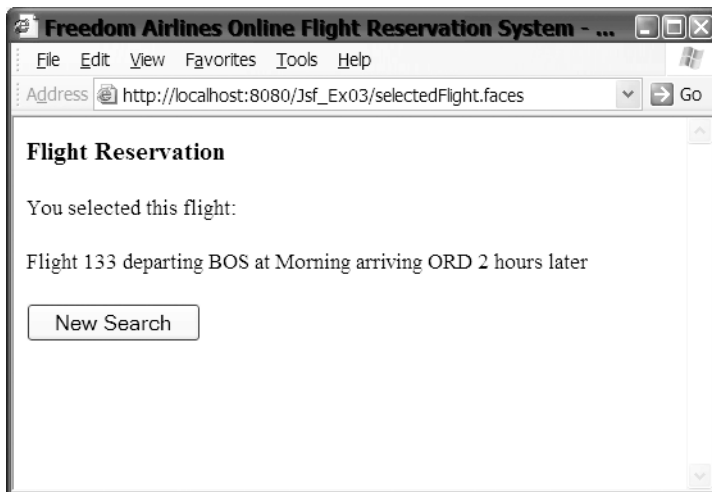 Freedom Airlines Online Flight Reservation System - ...
File Edit View Favorites Tools Help
Address http://localhost:8080/Jsf_Ex03/selectedFlight.faces Go
Flight Reservation
You selected this flight:
Flight 133 departing BOS at Morning arriving ORD 2 hours later
New Search